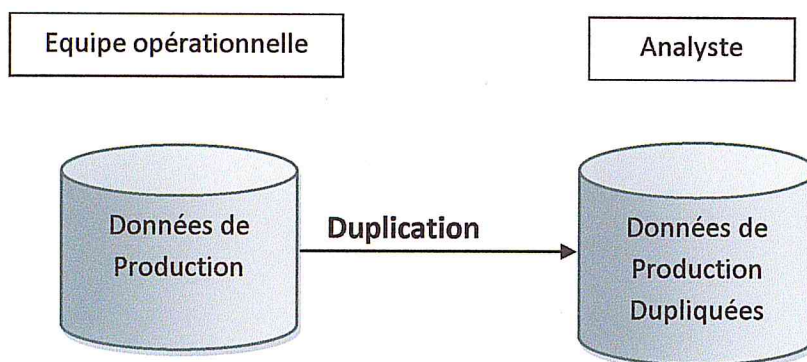 Equipe opérationnelle
Analyste
Données de
Production
Duplication
Données de
Production
Dupliquées